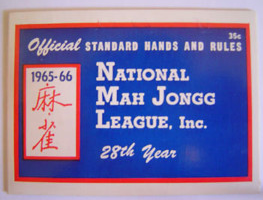 35c
Official STANDARD HANDS AND RULES
1965-66
麻
雀
NATIONAL
MAH JONGG
LEAGUE, Inc.
28th Year